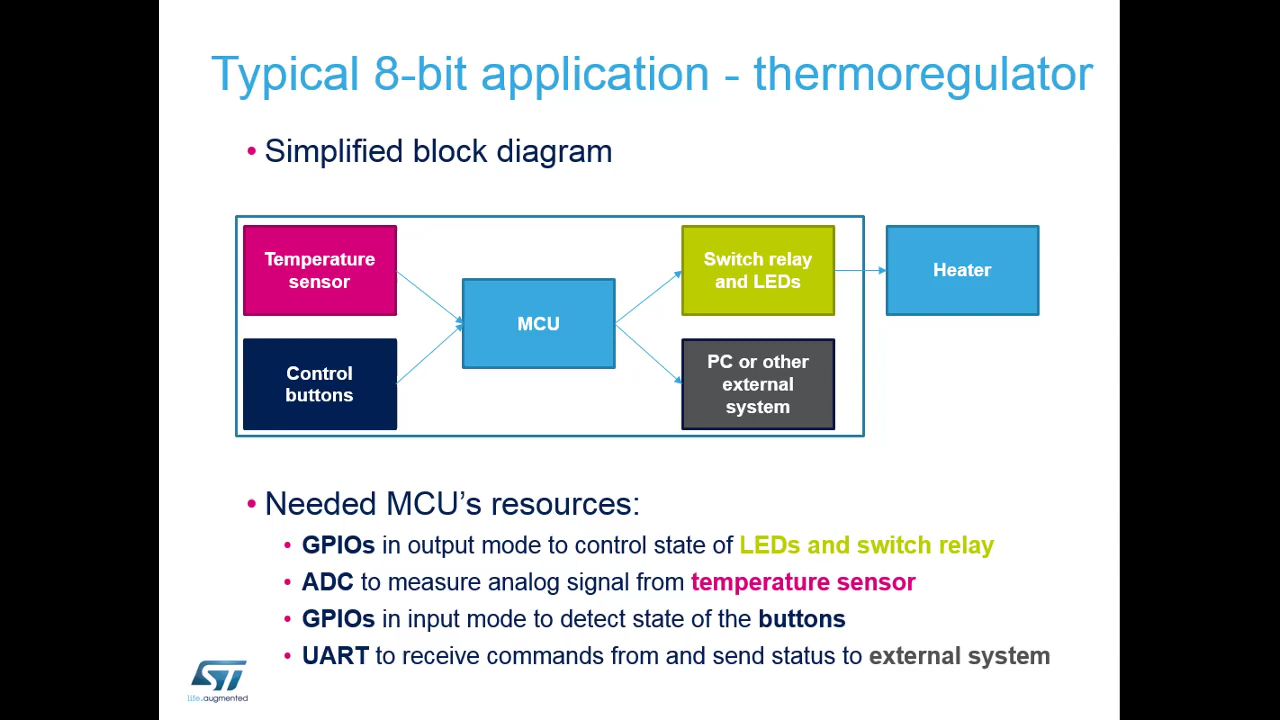 Typical 8-bit application - thermoregulator
• Simplified block diagram
Temperature
sensor
Control
buttons
MCU
Switch relay
and LEDs
PC or other
external
system
Heater
• Needed MCU’s resources:
• GPIOs in output mode to control state of LEDs and switch relay
• ADC to measure analog signal from temperature sensor
• GPIOs in input mode to detect state of the buttons
• UART to receive commands from and send status to external system
ST
life.augmented